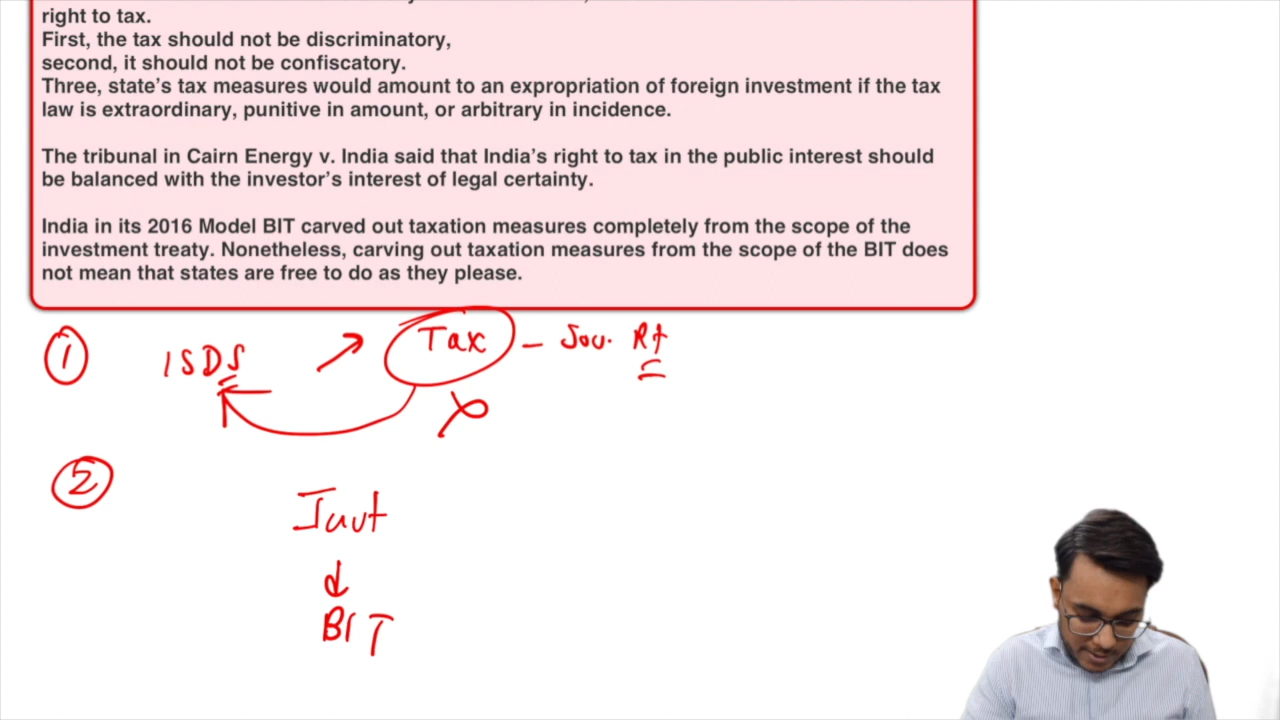 right to tax.
First, the tax should not be discriminatory,
second, it should not be confiscatory.
Three, state's tax measures would amount to an expropriation of foreign investment if the tax
law is extraordinary, punitive in amount, or arbitrary in incidence.
The tribunal in Cairn Energy v. India said that India's right to tax in the public interest should
be balanced with the investor's interest of legal certainty.
India in its 2016 Model BIT carved out taxation measures completely from the scope of the
investment treaty. Nonetheless, carving out taxation measures from the scope of the BIT does
not mean that states are free to do as they please.
1 ISDS Tax - Sov. Rt
2
Invt
BIT